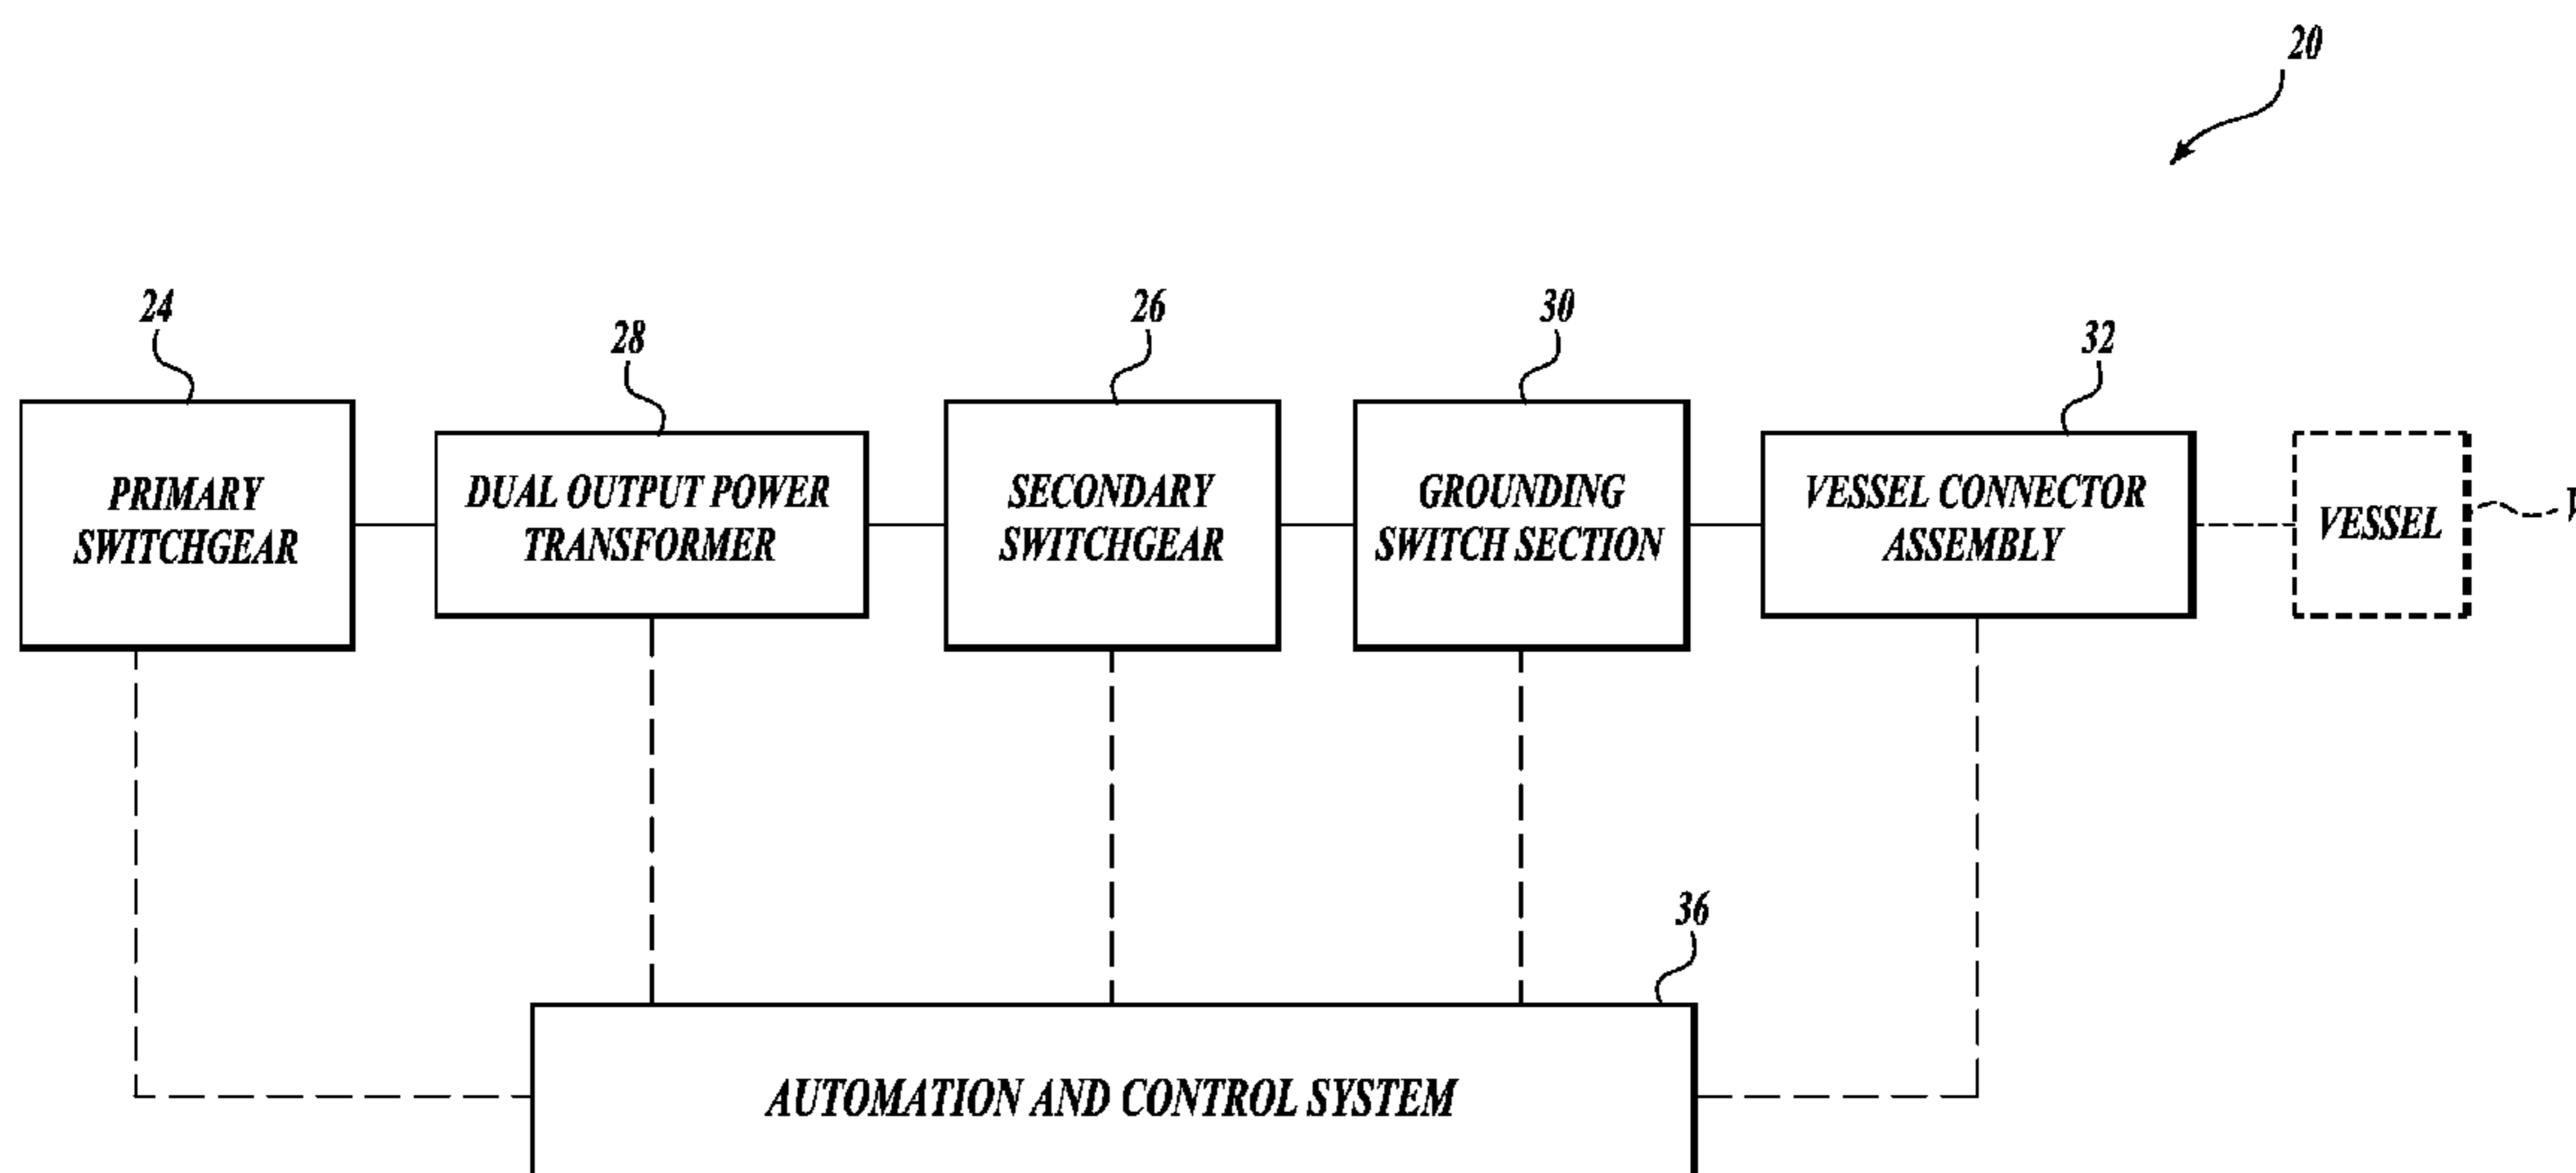 20
24
28
26
30
32
PRIMARY
SWITCHGEAR
DUAL OUTPUT POWER
TRANSFORMER
SECONDARY
SWITCHGEAR
GROUNDING
SWITCH SECTION
VESSEL CONNECTOR
ASSEMBLY
VESSEL
36
AUTOMATION AND CONTROL SYSTEM